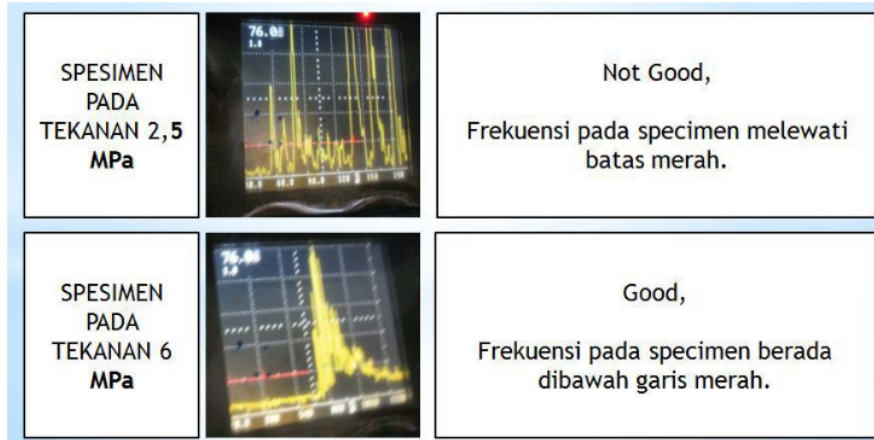 SPESIMEN
PADA
TEKANAN 2,5
MPa
76.0
Not Good,
Frekuensi pada specimen melewati
batas merah.
SPESIMEN
PADA
TEKANAN 6
MPa
76.0
Good,
Frekuensi pada specimen berada
dibawah garis merah.